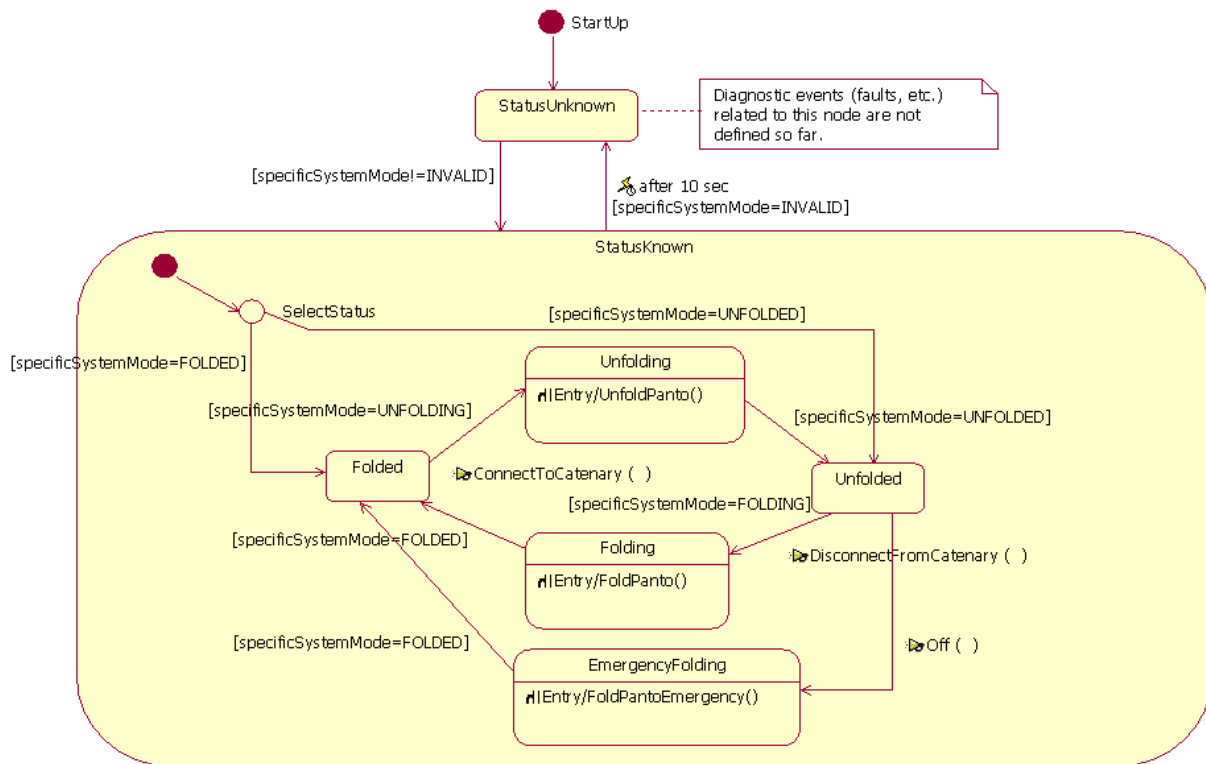 StartUp
StatusUnknown
Diagnostic events (faults, etc.)
related to this node are not
defined so far.
[specificSystemMode!=INVALID]
after 10 sec
[specificSystemMode=INVALID]
StatusKnown
SelectStatus
[specificSystemMode=UNFOLDED]
[specificSystemMode=FOLDED]
Unfolding
Entry/UnfoldPanto()
[specificSystemMode=UNFOLDING]
[specificSystemMode=UNFOLDED]
Folded
ConnectToCatenary ( )
Unfolded
[specificSystemMode=FOLDING]
[specificSystemMode=FOLDED]
Folding
Entry/FoldPanto()
DisconnectFromCatenary ( )
[specificSystemMode=FOLDED]
Off ( )
EmergencyFolding
Entry/FoldPantoEmergency()